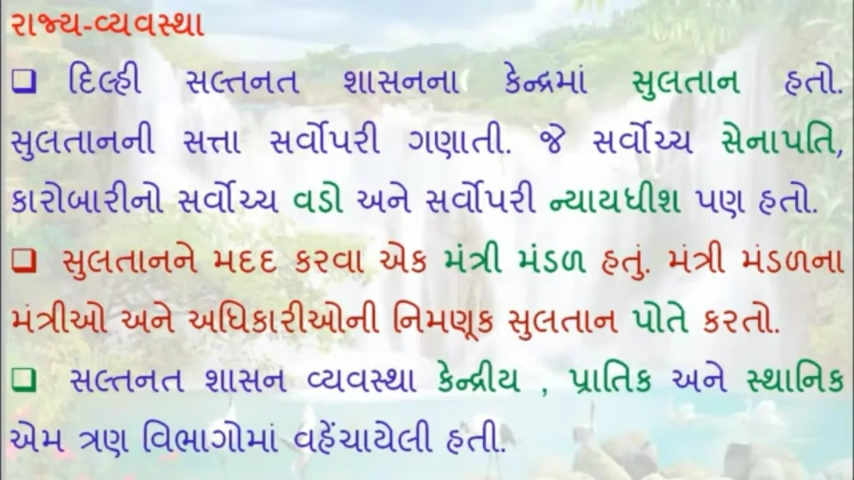 રાજ્ય-વ્યવસ્થા
❑ દિલ્હી સલ્તનત શાસનના કેન્દ્રમાં સુલતાન હતો.
સુલતાનની સત્તા સર્વોપરી ગણાતી. જે સર્વોચ્ય સેનાપતિ,
કારોબારીનો સર્વોચ્ય વડો અને સર્વોપરી ન્યાયધીશ પણ હતો.
❑ સુલતાનને મદદ કરવા એક મંત્રી મંડળ હતું. મંત્રી મંડળના
મંત્રીઓ અને અધિકારીઓની નિમણૂક સુલતાન પોતે કરતો.
❑ સલ્તનત શાસન વ્યવસ્થા કેન્દ્રીય , પ્રાતિક અને સ્થાનિક
એમ ત્રણ વિભાગોમાં વહેંચાયેલી હતી.